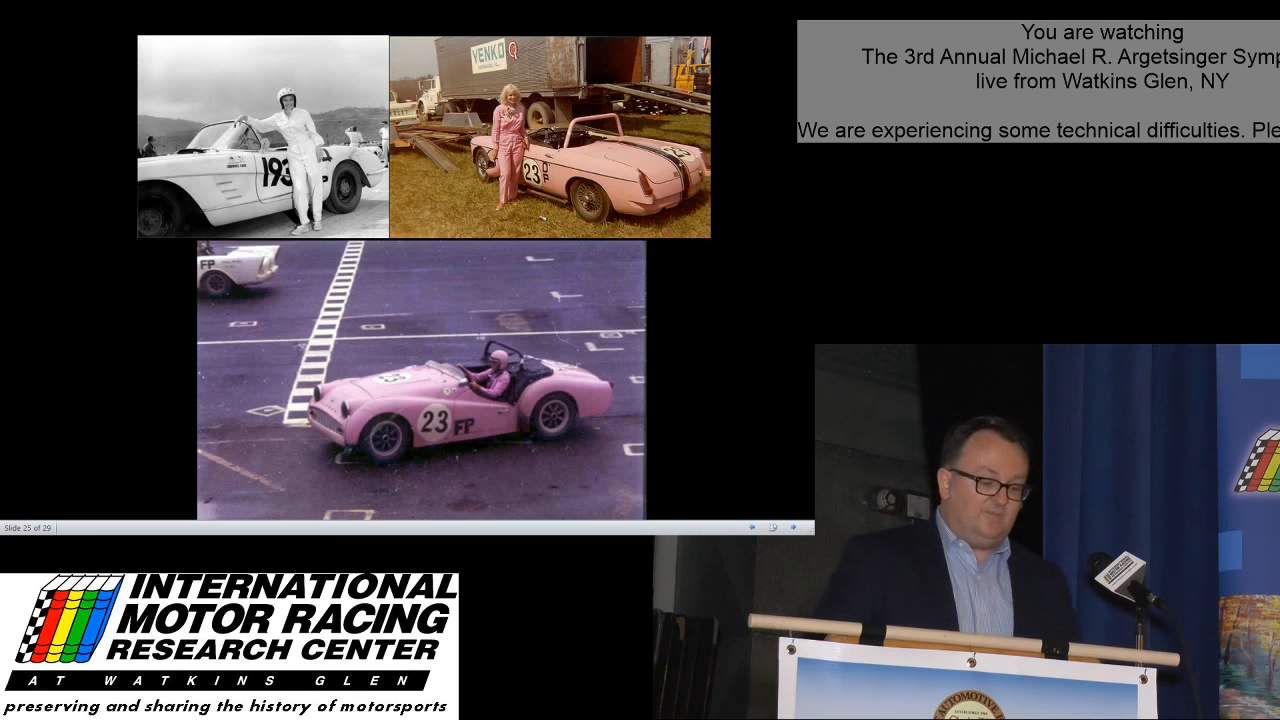 You are watching
The 3rd Annual Michael R. Argetsinger Symp
live from Watkins Glen, NY
We are experiencing some technical difficulties. Ple
YENKO
193
23
23
FP
23
FP
Slide 25 of 29
INTERNATIONAL
MOTOR RACING
RESEARCH CENTER
AT WATKINS GLEN
preserving and sharing the history of motorsports
AUTOMOTIVE